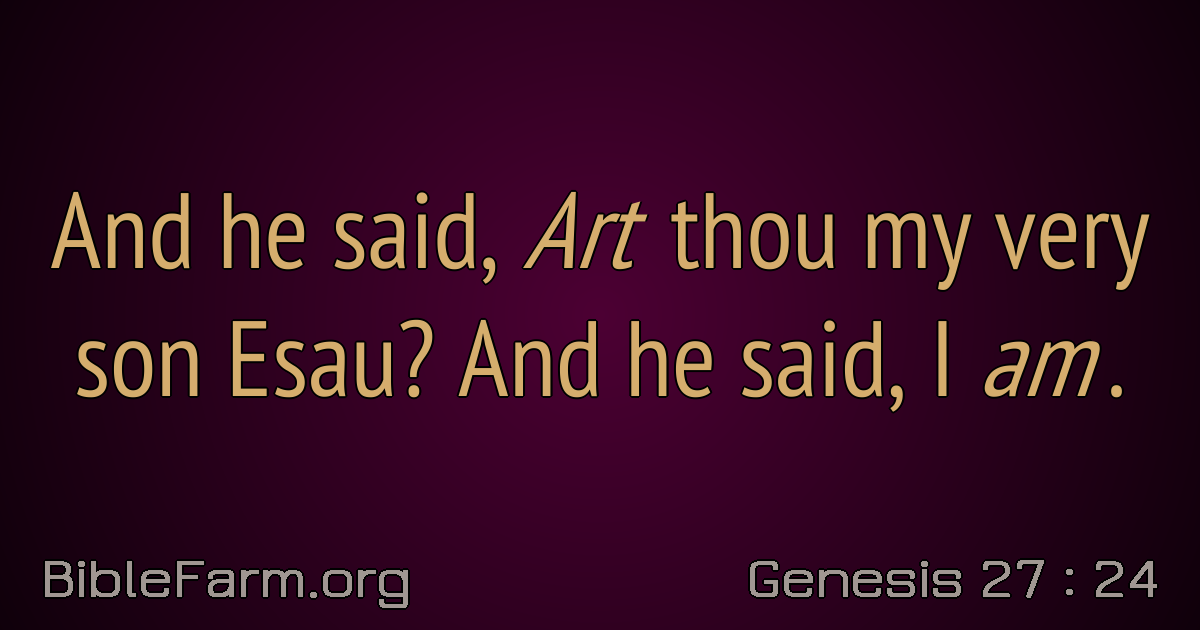 And he said, Art thou my very
son Esau? And he said, I am.
BibleFarm.org
Genesis 27 : 24